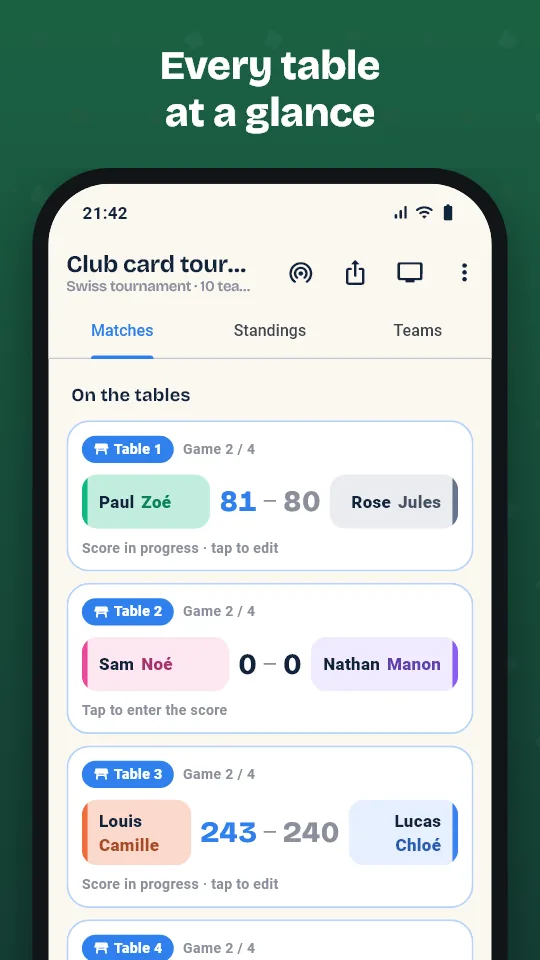 Every table
at a glance
21:42
Club card tour...
Swiss tournament · 10 tea...
Matches Standings Teams
On the tables
Table 1 Game 2 / 4
Paul Zoé 81 – 80 Rose Jules
Score in progress · tap to edit
Table 2 Game 2 / 4
Sam Noé 0 – 0 Nathan Manon
Tap to enter the score
Table 3 Game 2 / 4
Louis Lucas
243 – 240
Camille Chloé
Score in progress · tap to edit
Table 4 Game 2 / 4